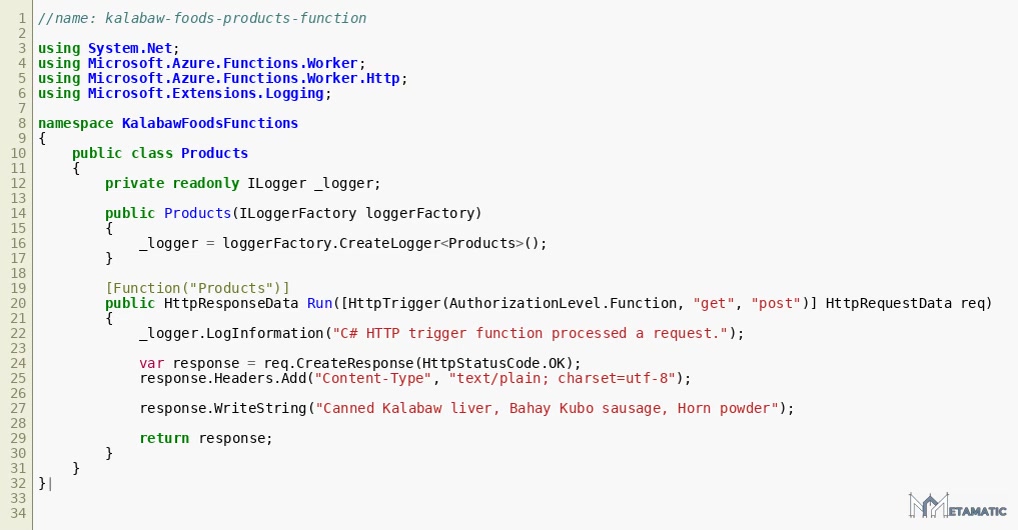 1 //name: kalabaw-foods-products-function
2
3 using System.Net;
4 using Microsoft.Azure.Functions.Worker;
5 using Microsoft.Azure.Functions.Worker.Http;
6 using Microsoft.Extensions.Logging;
7
8 namespace KalabawFoodsFunctions
9 {
10     public class Products
11     {
12         private readonly ILogger _logger;
13
14         public Products(ILoggerFactory loggerFactory)
15         {
16             _logger = loggerFactory.CreateLogger<Products>();
17         }
18
19         [Function("Products")]
20         public HttpResponseData Run([HttpTrigger(AuthorizationLevel.Function, "get", "post")] HttpRequestData req)
21         {
22             _logger.LogInformation("C# HTTP trigger function processed a request.");
23
24             var response = req.CreateResponse(HttpStatusCode.OK);
25             response.Headers.Add("Content-Type", "text/plain; charset=utf-8");
26
27             response.WriteString("Canned Kalabaw liver, Bahay Kubo sausage, Horn powder");
28
29             return response;
30         }
31     }
32 }|
33
34
METAMATIC